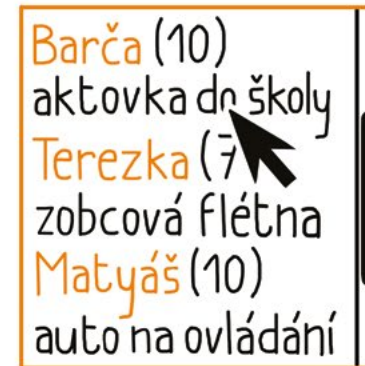 Barča (10)
aktovka do školy
Terezka (7
zobcová flétna
Matyáš (10)
auto na ovládání